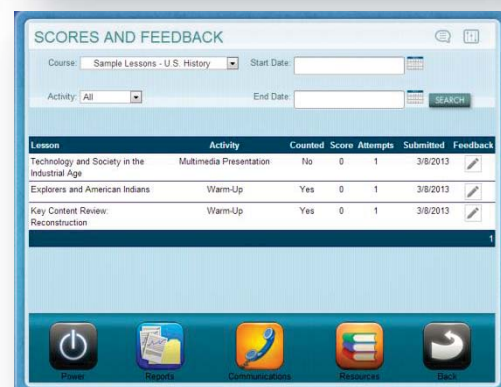 SCORES AND FEEDBACK
Course: Sample Lessons - U.S. History Start Date:
Activity: All End Date:
SEARCH
Lesson Activity Counted Score Attempts Submitted Feedback
Technology and Society in the Industrial Age Multimedia Presentation No 0 1 3/8/2013
Explorers and American Indians Warm-Up Yes 0 1 3/8/2013
Key Content Review: Reconstruction Warm-Up Yes 0 1 3/8/2013
1
Power Reports Communications Resources Back